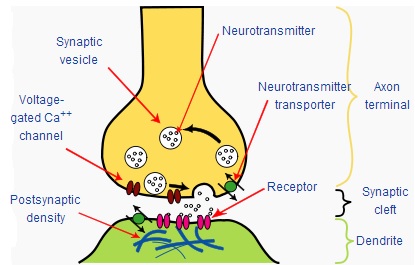 Neurotransmitter
Synaptic
vesicle
Neurotransmitter
transporter
Axon
terminal
Voltage-
gated Ca++
channel
Receptor
Synaptic
cleft
Postsynaptic
density
Dendrite